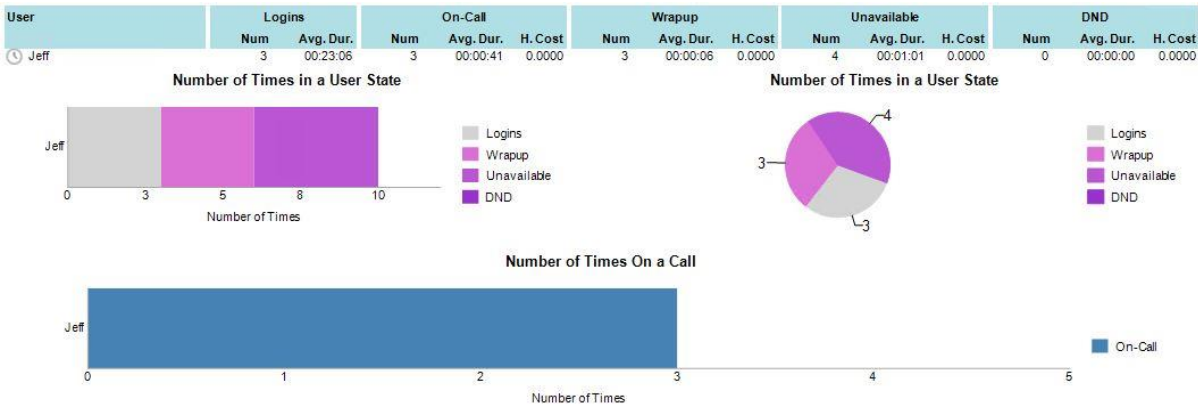 User Logins On-Call Wrapup Unavailable DND
Num Avg. Dur. Num Avg. Dur. H. Cost Num Avg. Dur. H. Cost Num Avg. Dur. H. Cost Num Avg. Dur. H. Cost
Jeff 3 00:23:06 3 00:00:41 0.0000 3 00:00:06 0.0000 4 00:01:01 0.0000 0 00:00:00 0.0000
Number of Times in a User State
Jeff
0 3 5 8 10
Number of Times
Logins
Wrapup
Unavailable
DND
Number of Times in a User State
4
3
3
Logins
Wrapup
Unavailable
DND
Number of Times On a Call
Jeff
0 1 2 3 4 5
Number of Times
On-Call